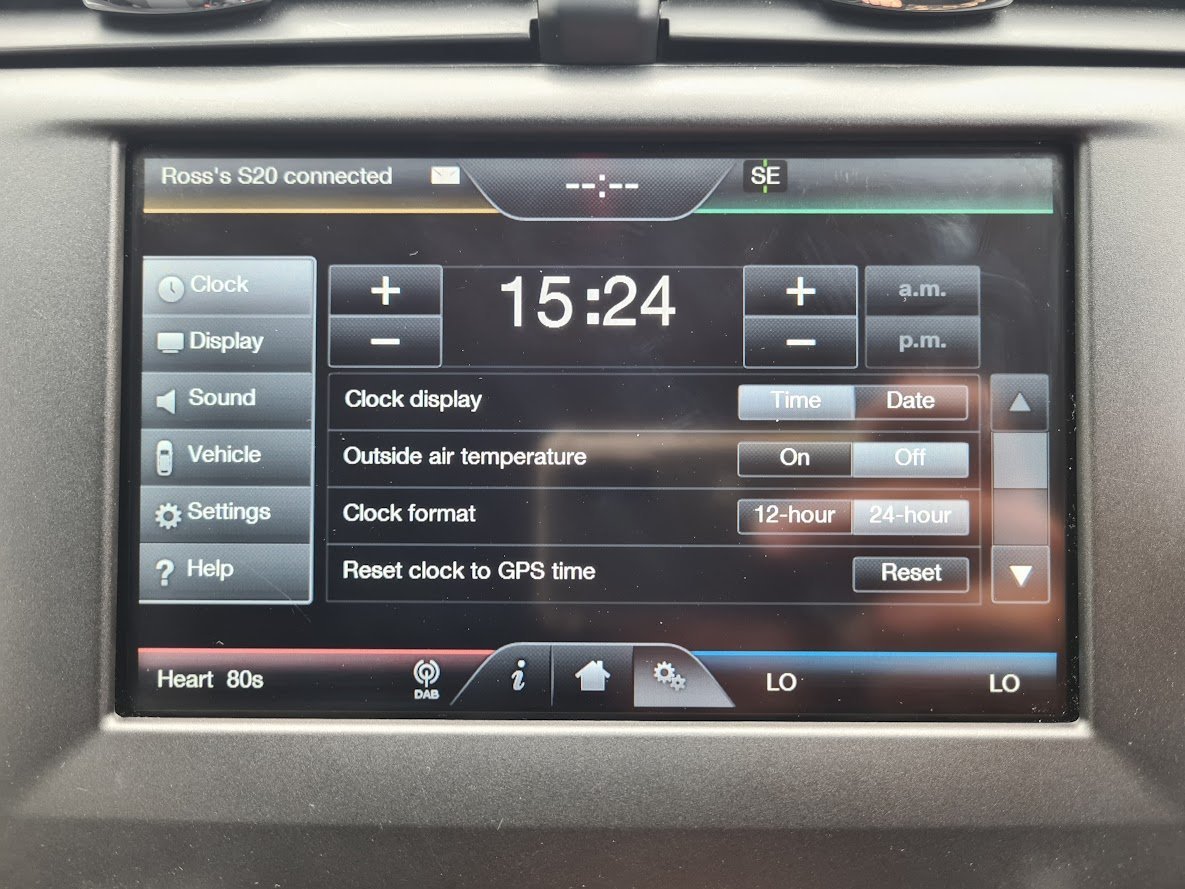 Ross's S20 connected
--:--
SE
Clock
+
15:24
+
a.m.
Display
−
−
p.m.
Sound
Clock display
Time
Date
Vehicle
Outside air temperature
On
Off
Settings
Clock format
12-hour
24-hour
? Help
Reset clock to GPS time
Reset
Heart 80s
DAB
i
LO
LO